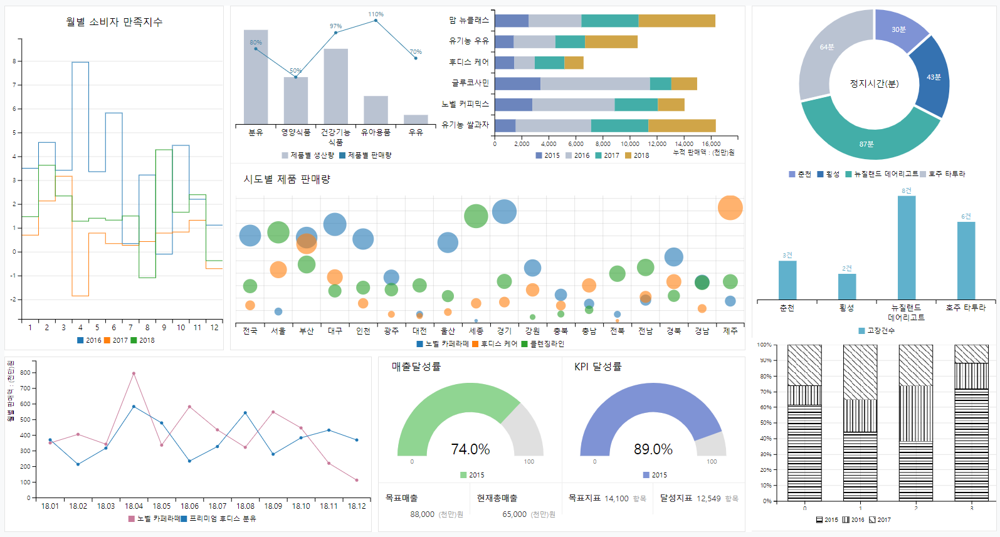 월별 소비자 만족지수
8
7
6
5
4
3
2
1
0
-1
-2
1 2 3 4 5 6 7 8 9 10 11 12
2016 2017 2018
80%
50%
97%
110%
70%
분유 영양식품 건강기능 유아용품 우유
식품
제품별 생산량 제품별 판매량
맘 뉴클래스
유기농 우유
후디스 케어
글루코사민
노벨 커피믹스
유기농 쌀과자
0 2,000 4,000 6,000 8,000 10,000 12,000 14,000 16,000
누적 판매액 : (천만)원
2015 2016 2017 2018
시도별 제품 판매량
전국 서울 부산 대구 인천 광주 대전 울산 세종 경기 강원 충북 충남 전북 전남 경북 경남 제주
노벨 카페라떼 후디스 케어 클렌징라인
30분
64분
43분
정지시간(분)
87분
춘천 횡성 뉴질랜드 데어리고트 호주 타투라
3건
2건
8건
6건
춘천 횡성 뉴질랜드 호주 타투라
데어리고트
고장건수
월별 판매액 : (천만)원
800
700
600
500
400
300
200
100
0
18.01 18.02 18.03 18.04 18.05 18.06 18.07 18.08 18.09 18.10 18.11 18.12
노벨 카페라떼 프리미엄 후디스 분유
매출달성률
74.0%
0 100
2015
목표매출
88,000 (천만)원
현재총매출
65,000 (천만)원
KPI 달성률
89.0%
0 100
2015
목표지표 14,100 항목
달성지표 12,549 항목
100%
90%
80%
70%
60%
50%
40%
30%
20%
10%
0%
0 1 2 3
2015 2016 2017